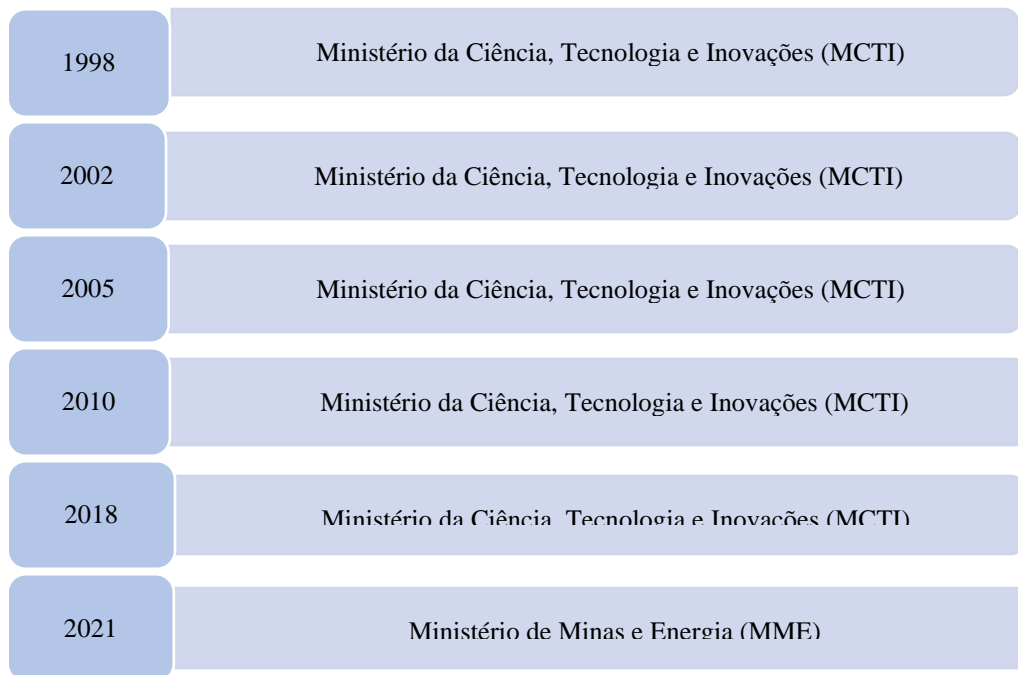 1998
Ministério da Ciência, Tecnologia e Inovações (MCTI)
2002
Ministério da Ciência, Tecnologia e Inovações (MCTI)
2005
Ministério da Ciência, Tecnologia e Inovações (MCTI)
2010
Ministério da Ciência, Tecnologia e Inovações (MCTI)
2018
Ministério da Ciência, Tecnologia e Inovações (MCTI)
2021
Ministério de Minas e Energia (MME)